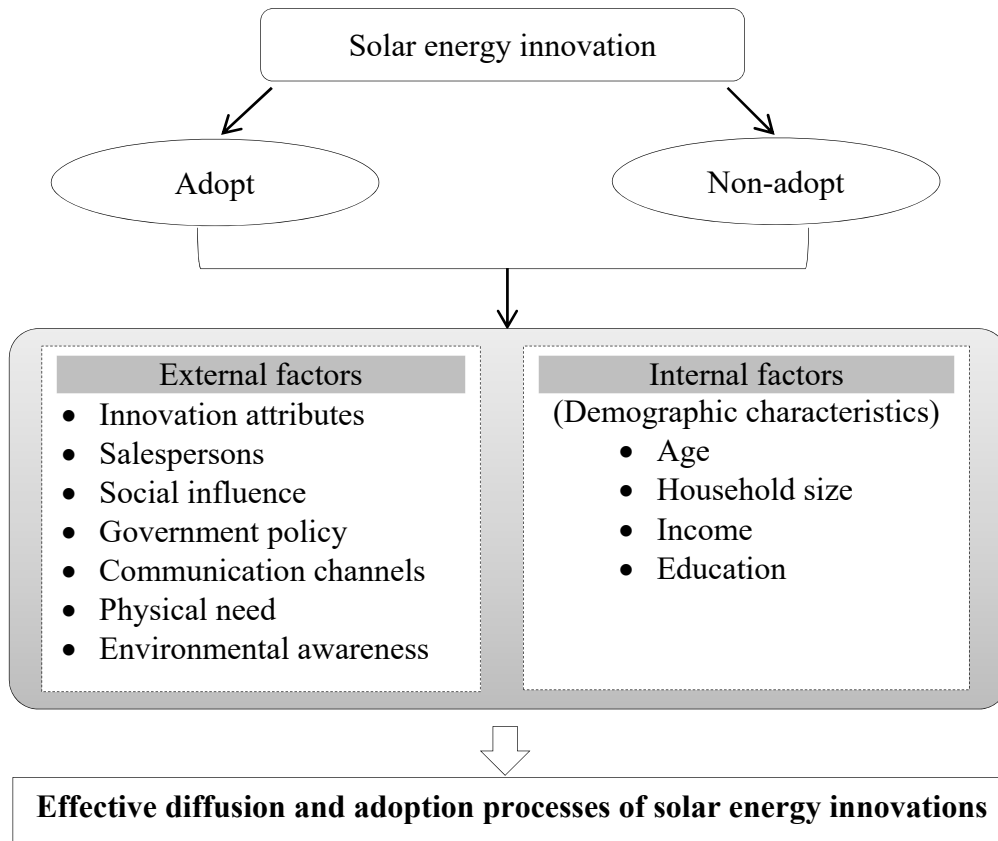 Solar energy innovation
Adopt
Non-adopt
External factors
• Innovation attributes
• Salespersons
• Social influence
• Government policy
• Communication channels
• Physical need
• Environmental awareness
Internal factors
(Demographic characteristics)
• Age
• Household size
• Income
• Education
Effective diffusion and adoption processes of solar energy innovations